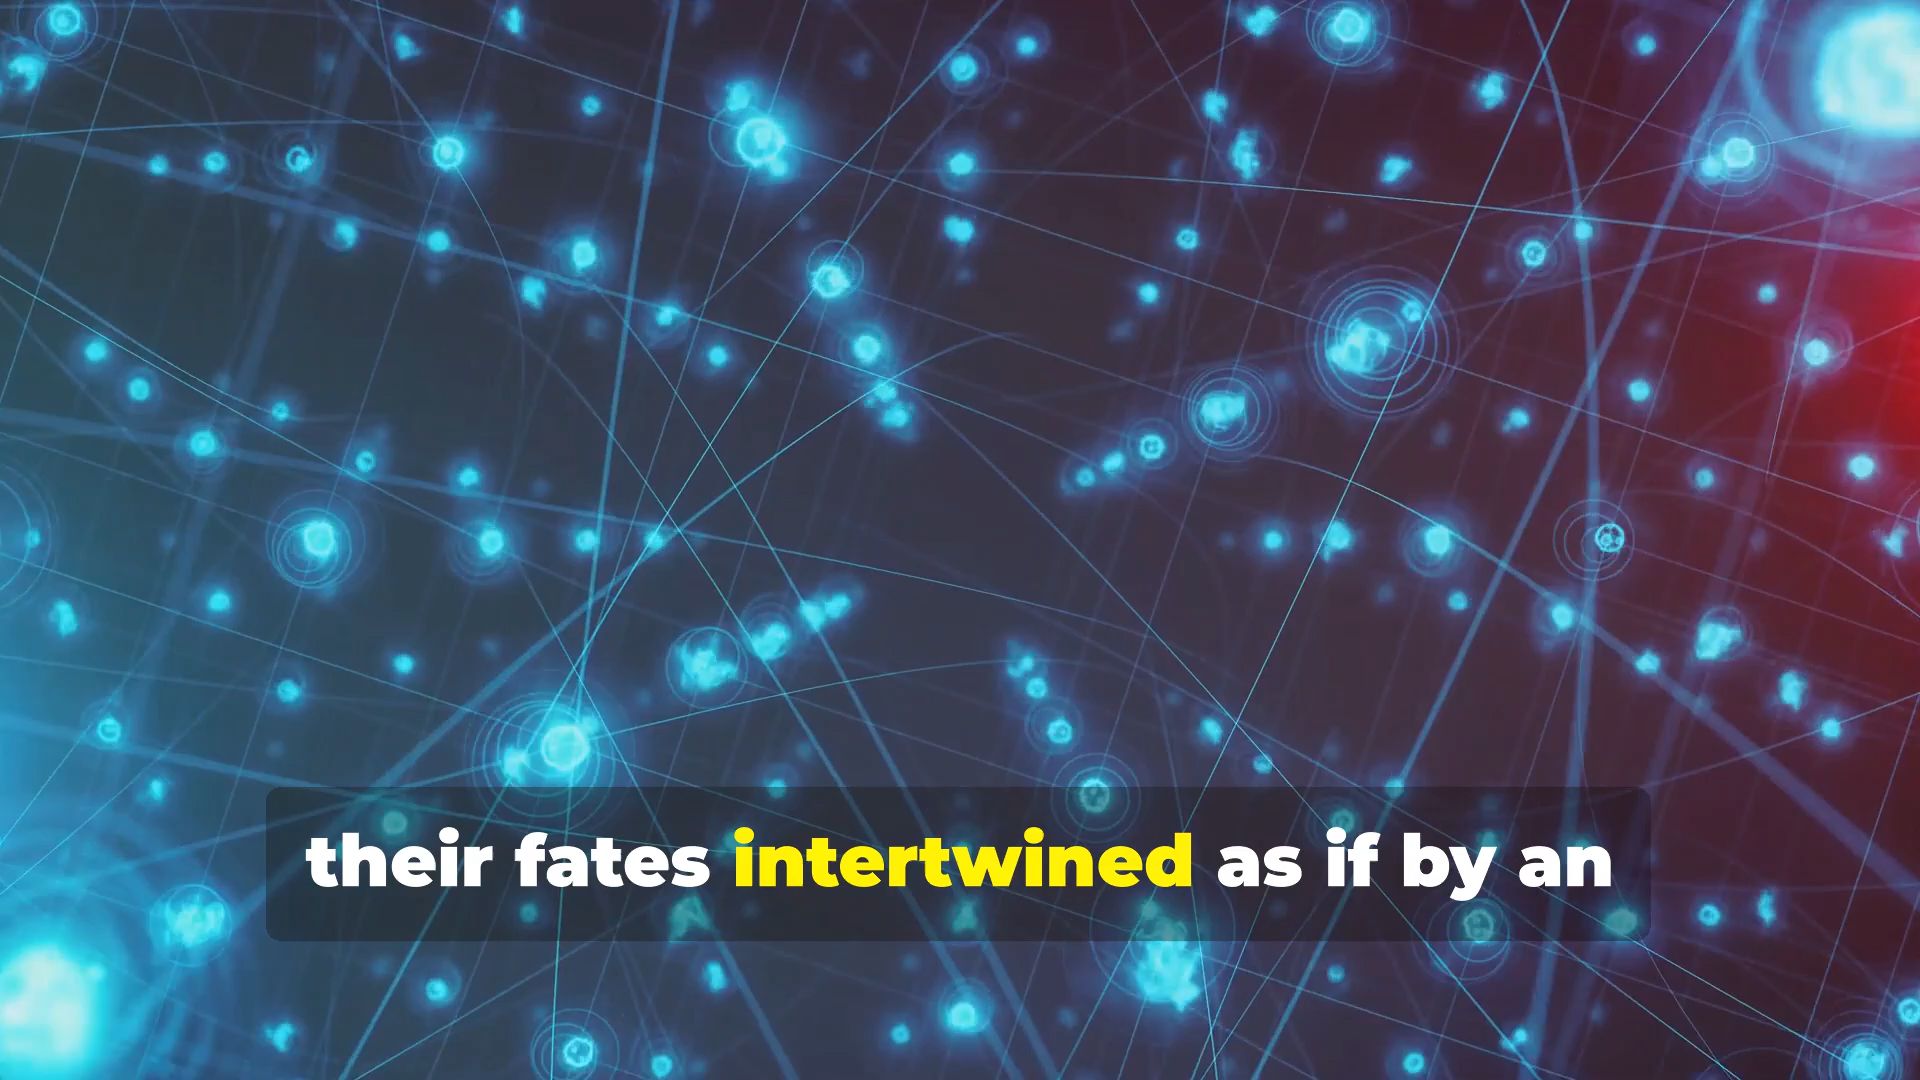 their fates intertwined as if by an